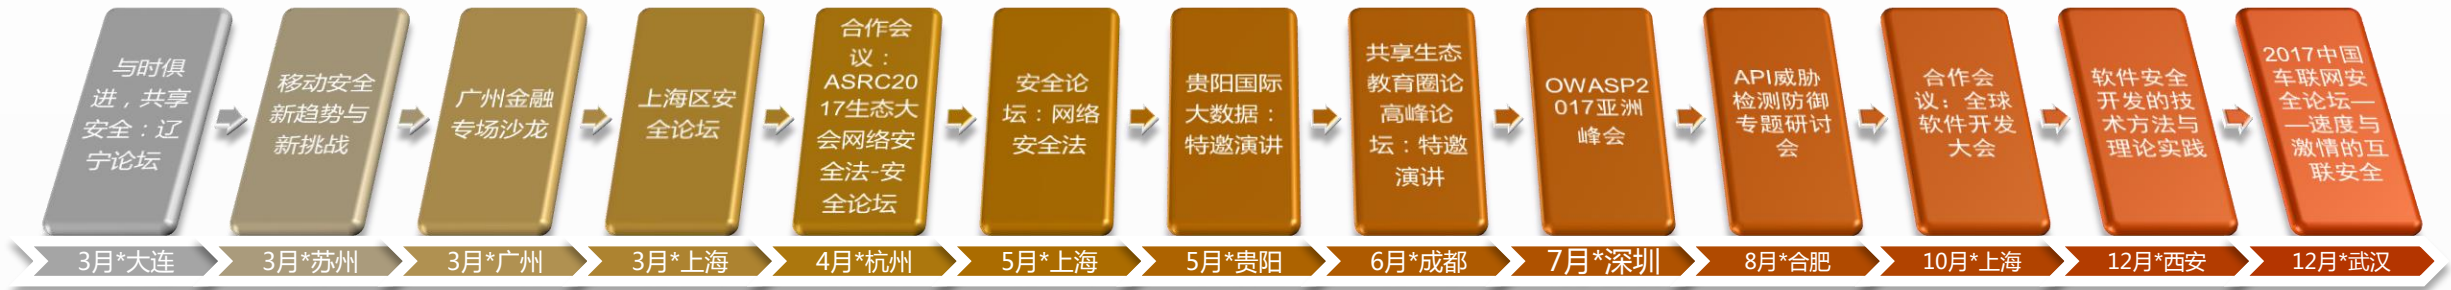 与时俱
进，共享
安全：辽
宁论坛
移动安全
新趋势与
新挑战
广州金融
专场沙龙
上海区安
全论坛
合作会
议：
ASRC20
17生态大
会网络安
全法-安
全论坛
安全论
坛：网络
安全法
贵阳国际
大数据：
特邀演讲
共享生态
教育圈论
高峰论
坛：特邀
演讲
OWASP2
017亚洲
峰会
API威胁
检测防御
专题研讨
会
合作会
议：全球
软件开发
大会
软件安全
开发的技
术方法与
理论实践
2017中国
车联网安
全论坛—
—速度与
激情的互
联安全
3月*大连
3月*苏州
3月*广州
3月*上海
4月*杭州
5月*上海
5月*贵阳
6月*成都
7月*深圳
8月*合肥
10月*上海
12月*西安
12月*武汉